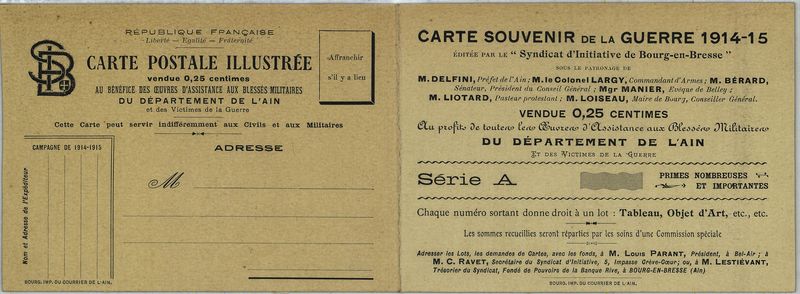 RÉPUBLIQUE FRANÇAISE
Liberté — Egalité — Fraternité
CARTE POSTALE ILLUSTRÉE
vendue 0,25 centimes
AU BÉNÉFICE DES ŒUVRES D'ASSISTANCE AUX BLESSÉS MILITAIRES
DU DÉPARTEMENT DE L'AIN
et des Victimes de la Guerre
Affranchir
s'il y a lieu
Cette Carte peut servir indifféremment aux Civils et aux Militaires
CAMPAGNE DE 1914-1915
Nom et Adresse de l'Expéditeur
ADRESSE
M
BOURG. IMP. DU COURRIER DE L'AIN.
CARTE SOUVENIR DE LA GUERRE 1914-15
ÉDITÉE PAR LE “ Syndicat d'Initiative de Bourg-en-Bresse ”
SOUS LE PATRONAGE DE
M. DELFINI, Préfet de l'Ain ; M. le Colonel LARGY, Commandant d'Armes ; M. BÉRARD,
Sénateur, Président du Conseil Général ; Mgr MANIER, Evêque de Belley ;
M. LIOTARD, Pasteur protestant ; M. LOISEAU, Maire de Bourg, Conseiller Général.
VENDUE 0,25 CENTIMES
Au profit de toutes les Œuvres d'Assistance aux Blessés Militaires
DU DÉPARTEMENT DE L'AIN
ET DES VICTIMES DE LA GUERRE
Série A
PRIMES NOMBREUSES
ET IMPORTANTES
Chaque numéro sortant donne droit à un lot : Tableau, Objet d'Art, etc., etc.
Les sommes recueillies seront réparties par les soins d'une Commission spéciale
Adresser les Lots, les demandes de Cartes, avec les fonds, à M. LOUIS PARANT, Président, à Bel-Air ; à
M. C. RAVET, Secrétaire du Syndicat d'Initiative, 5, Impasse Crève-Cœur ; ou, à M. LESTIÉVANT,
Trésorier du Syndicat, Fondé de Pouvoirs de la Banque Rive, à BOURG-EN-BRESSE (Ain)
BOURG. IMP. DU COURRIER DE L'AIN.